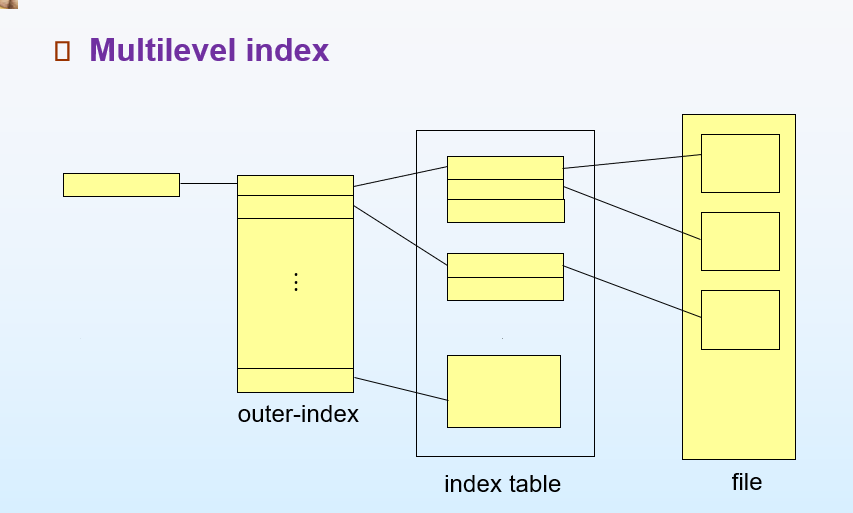 Multilevel index
⋮
outer-index
index table
file